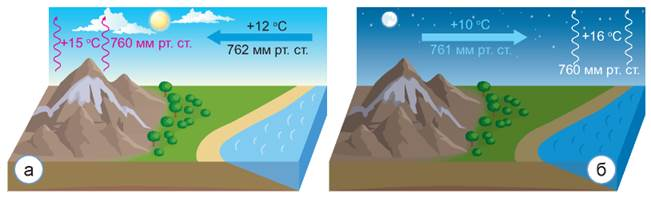 +15 °C 760 мм рт. ст.
+12 °C
762 мм рт. ст.
а
+10 °C
761 мм рт. ст.
+16 °C
760 мм рт. ст.
б